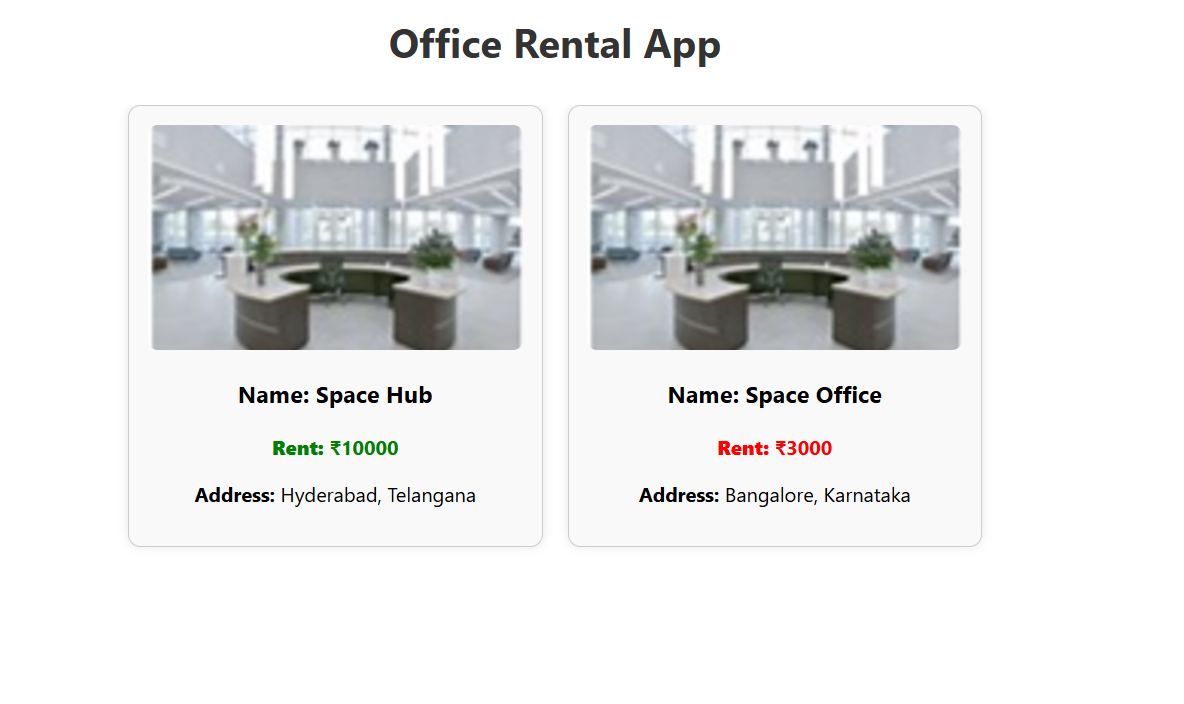 Office Rental App
Name: Space Hub
Rent: ₹10000
Address: Hyderabad, Telangana
Name: Space Office
Rent: ₹3000
Address: Bangalore, Karnataka